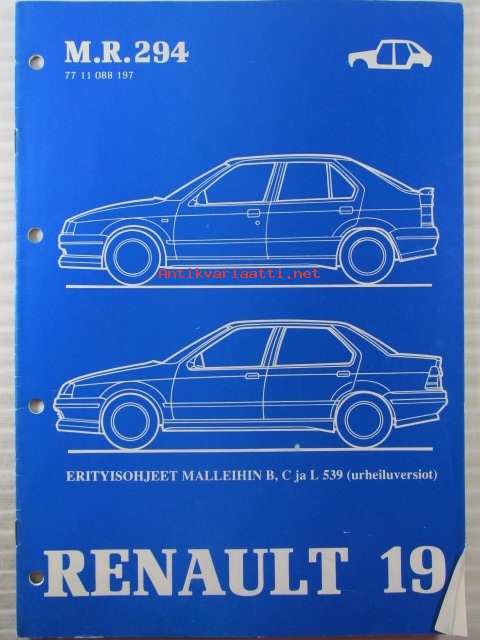 M.R.294
77 11 088 197
Antikvariaatti.net
ERITYISOHJEET MALLEIHIN B, C ja L 539 (urheiluversiot)
RENAULT 19